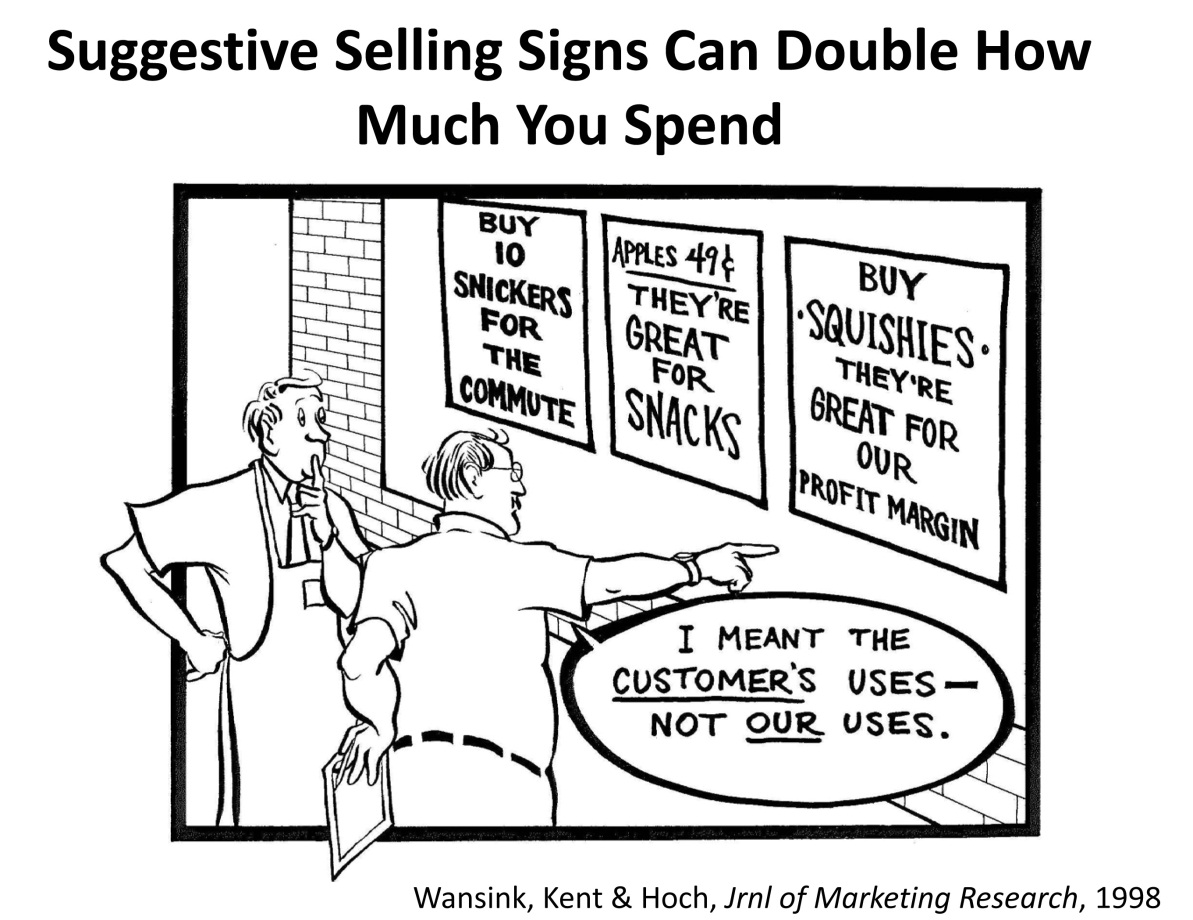 Suggestive Selling Signs Can Double How
Much You Spend
BUY
10
SNICKERS
FOR
THE
COMMUTE
APPLES 49¢
THEY'RE
GREAT
FOR
SNACKS
BUY
·SQUISHIES·
THEY'RE
GREAT FOR
OUR
PROFIT MARGIN
I MEANT THE
CUSTOMER'S USES—
NOT OUR USES.
Wansink, Kent & Hoch, Jrnl of Marketing Research, 1998